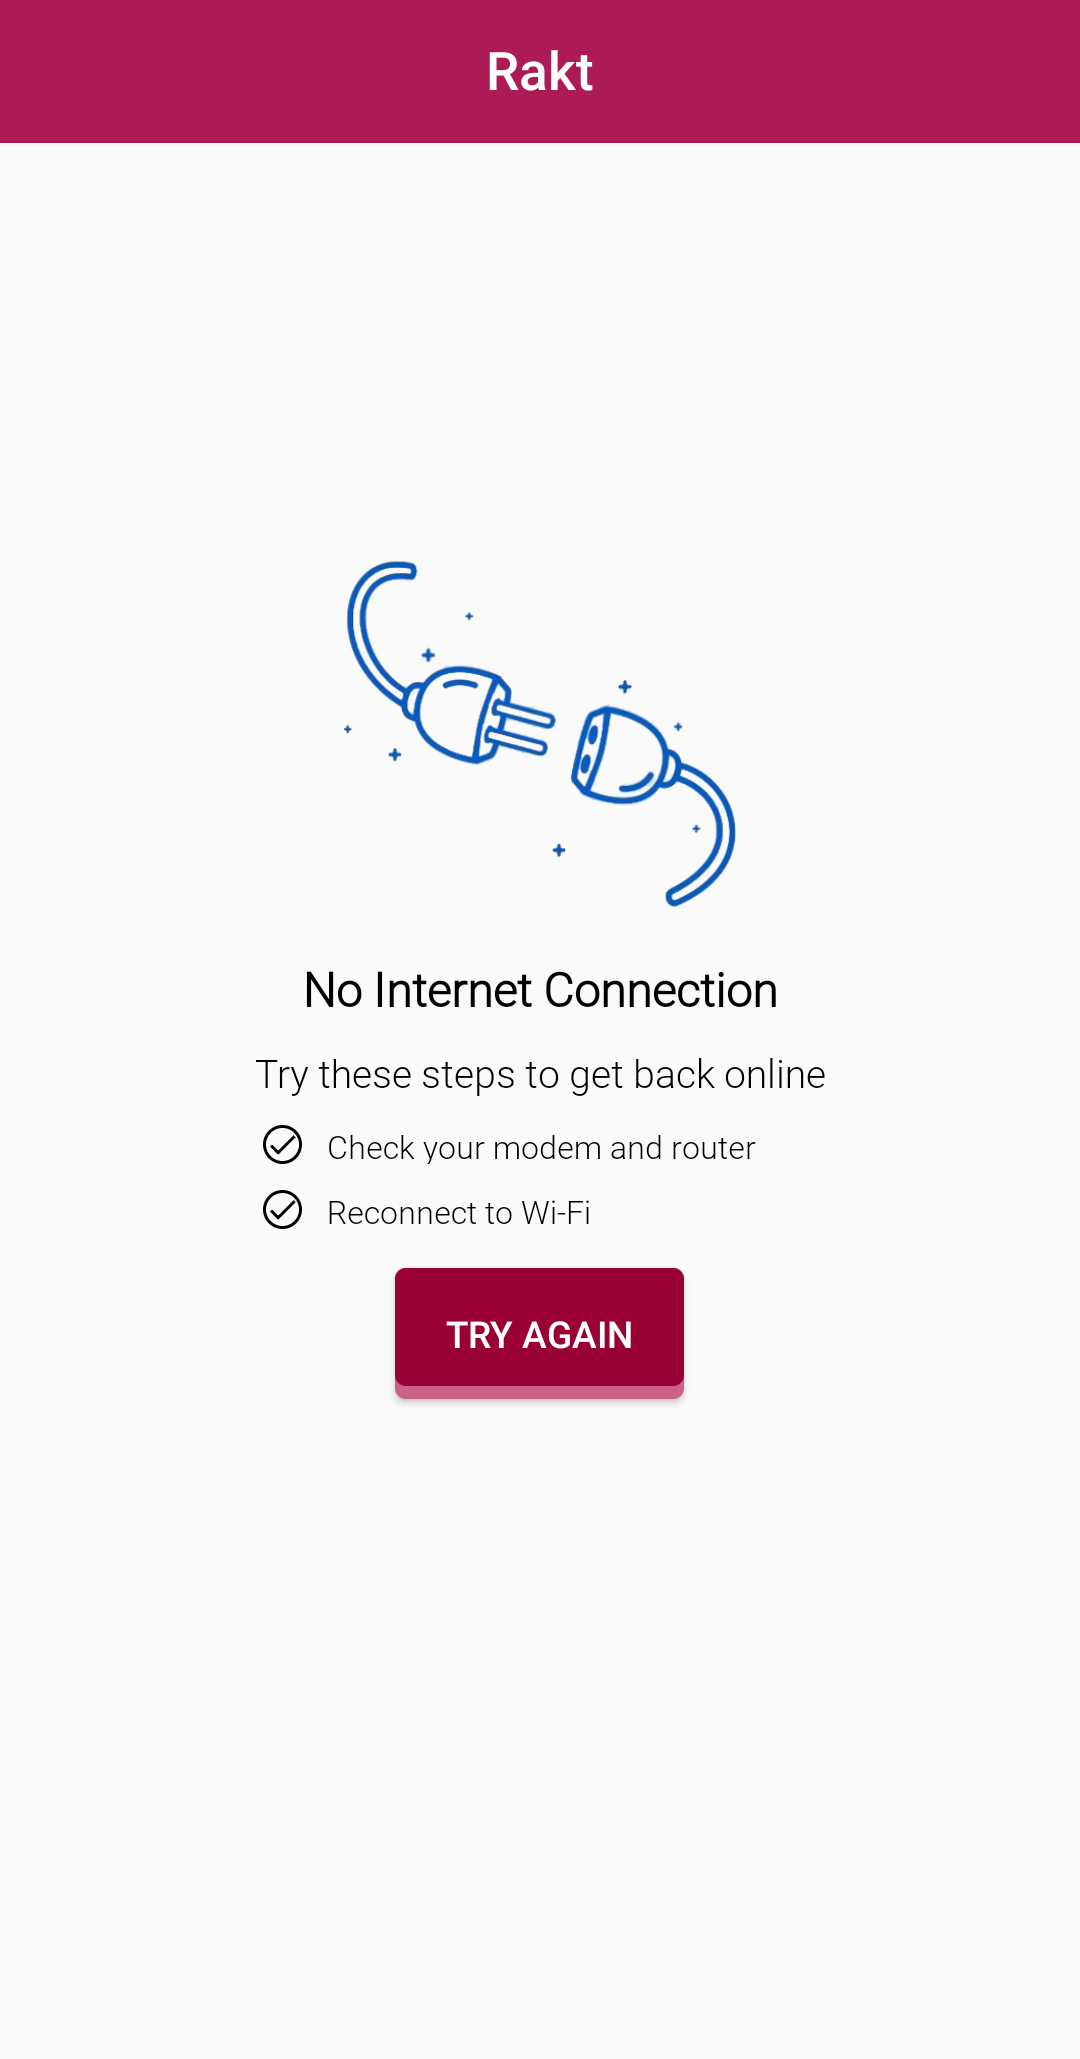 Rakt
No Internet Connection
Try these steps to get back online
Check your modem and router
Reconnect to Wi-Fi
TRY AGAIN